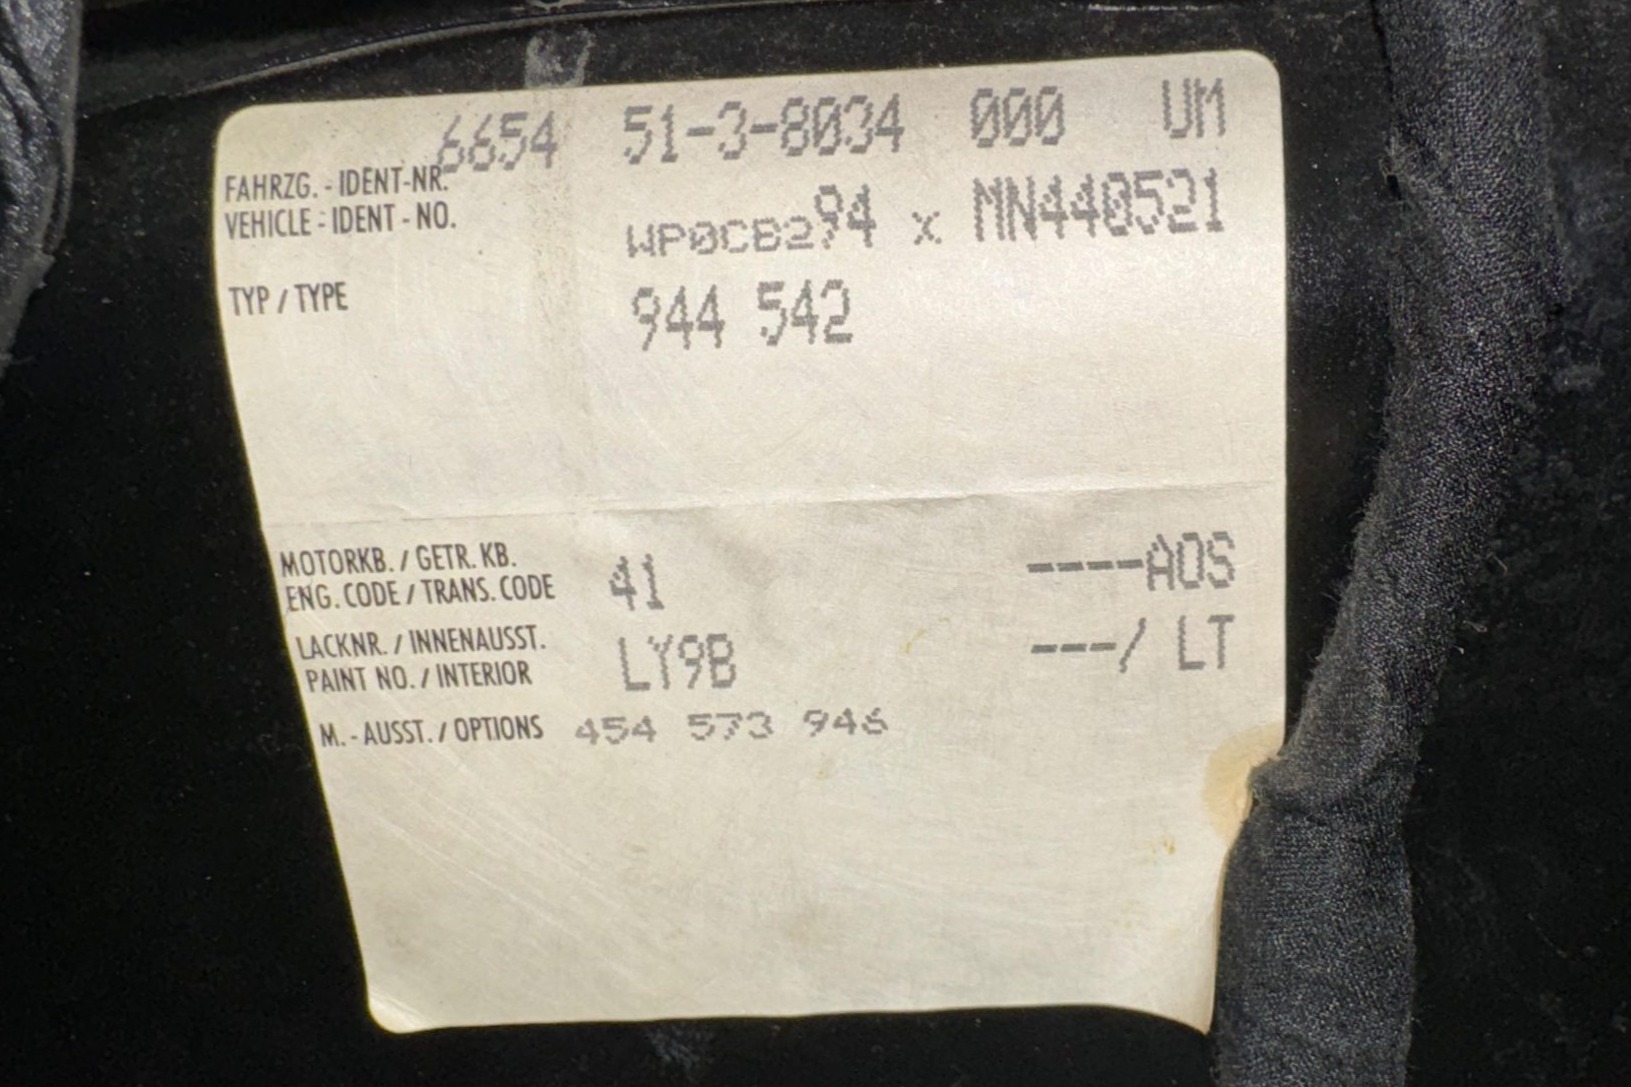 6654 51-3-8034 000 UM
FAHRZG. - IDENT-NR.
VEHICLE - IDENT - NO. WP0CB294 x MN440521
TYP / TYPE 944 542
MOTORKB. / GETR. KB.
ENG. CODE / TRANS. CODE 41 ----AOS
LACKNR. / INNENAUSST.
PAINT NO. / INTERIOR LY9B ---/ LT
M. - AUSST. / OPTIONS 454 573 946